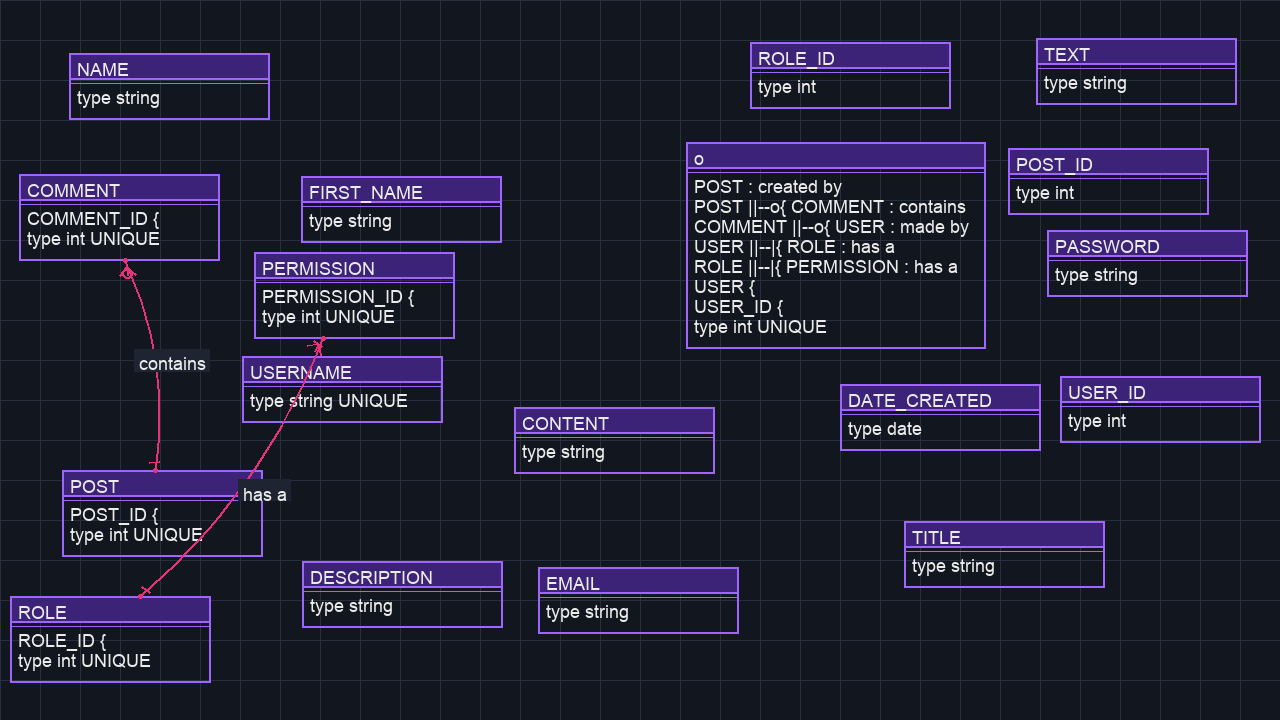 NAME
type string
ROLE_ID
type int
TEXT
type string
o
POST : created by
POST ||--o{ COMMENT : contains
COMMENT ||--o{ USER : made by
USER ||--|{ ROLE : has a
ROLE ||--|{ PERMISSION : has a
USER {
USER_ID {
type int UNIQUE
POST_ID
type int
COMMENT
COMMENT_ID {
type int UNIQUE
FIRST_NAME
type string
PASSWORD
type string
PERMISSION
PERMISSION_ID {
type int UNIQUE
contains
USERNAME
type string UNIQUE
USER_ID
type int
DATE_CREATED
type date
CONTENT
type string
POST
POST_ID {
type int UNIQUE
has a
TITLE
type string
DESCRIPTION
type string
EMAIL
type string
ROLE
ROLE_ID {
type int UNIQUE